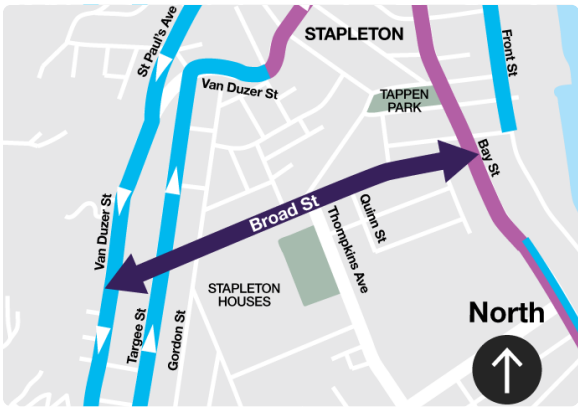 St Paul's Ave
STAPLETON
Front St
Van Duzer St
TAPPEN
PARK
Bay St
Broad St
Quinn St
Van Duzer St
Thompkins Ave
STAPLETON
HOUSES
Targee St
Gordon St
North